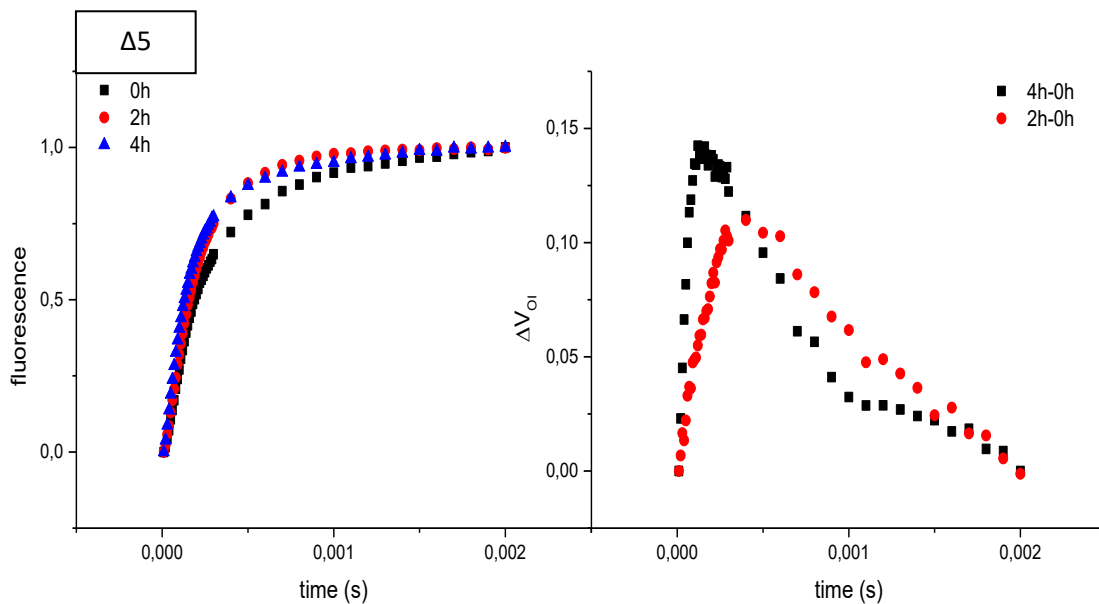 Δ5
0h
2h
4h
fluorescence
1,0
0,5
0,0
0,000
0,001
0,002
time (s)
4h-0h
2h-0h
ΔV_OI
0,15
0,10
0,05
0,00
0,000
0,001
0,002
time (s)